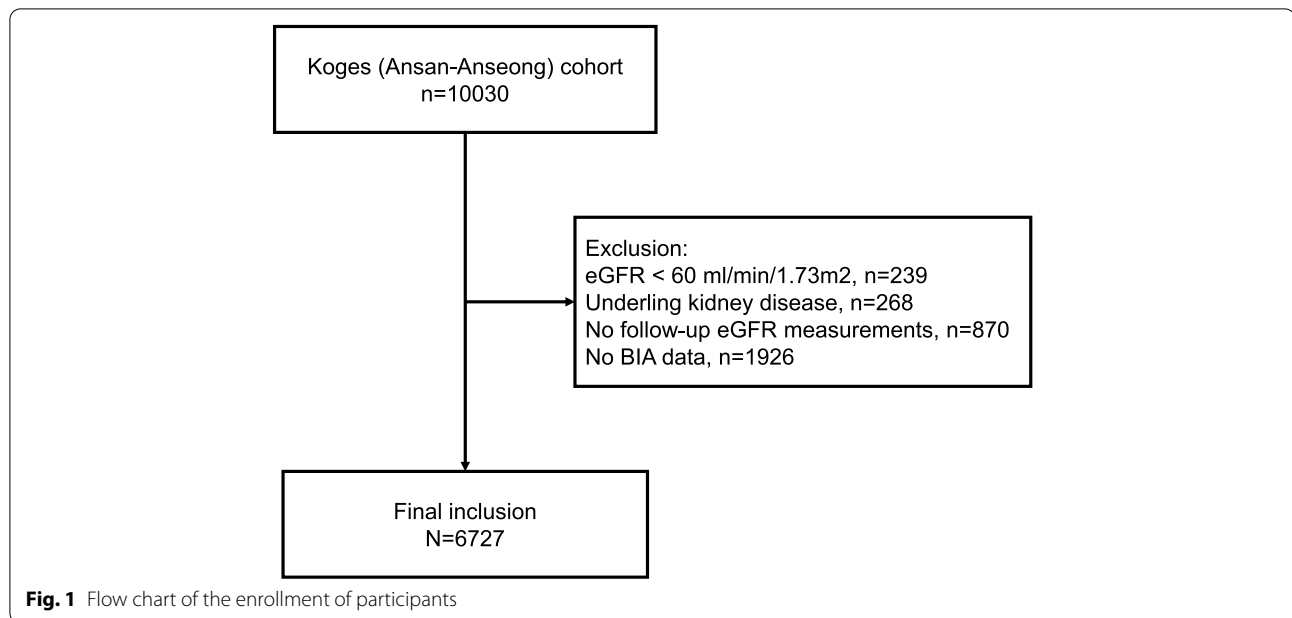 Koges (Ansan-Anseong) cohort
n=10030
Exclusion:
eGFR < 60 ml/min/1.73m2, n=239
Underling kidney disease, n=268
No follow-up eGFR measurements, n=870
No BIA data, n=1926
Final inclusion
N=6727
Fig. 1 Flow chart of the enrollment of participants